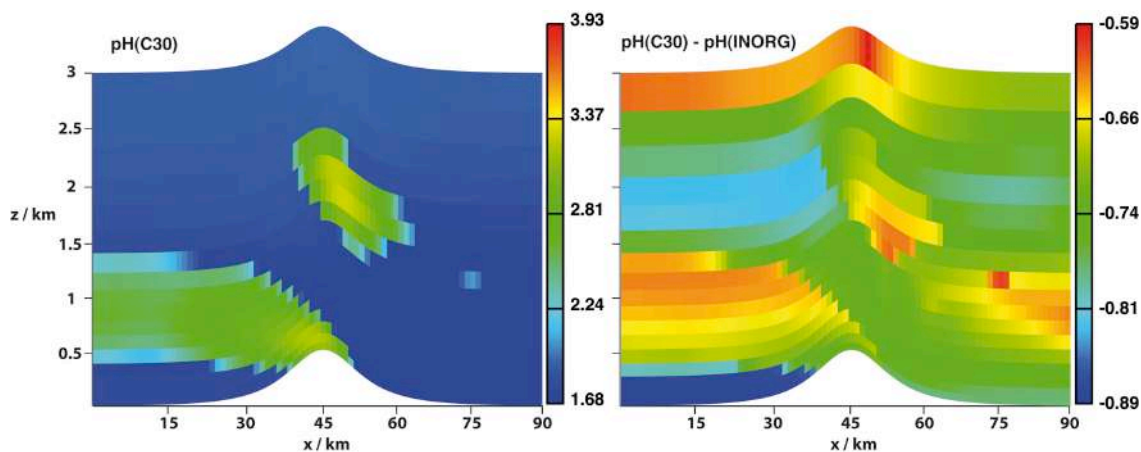 pH(C30)
3
2.5
2
z / km
1.5
1
0.5
15 30 45 60 75 90
x / km
3.93
3.37
2.81
2.24
1.68
pH(C30) - pH(INORG)
15 30 45 60 75 90
x / km
-0.59
-0.66
-0.74
-0.81
-0.89